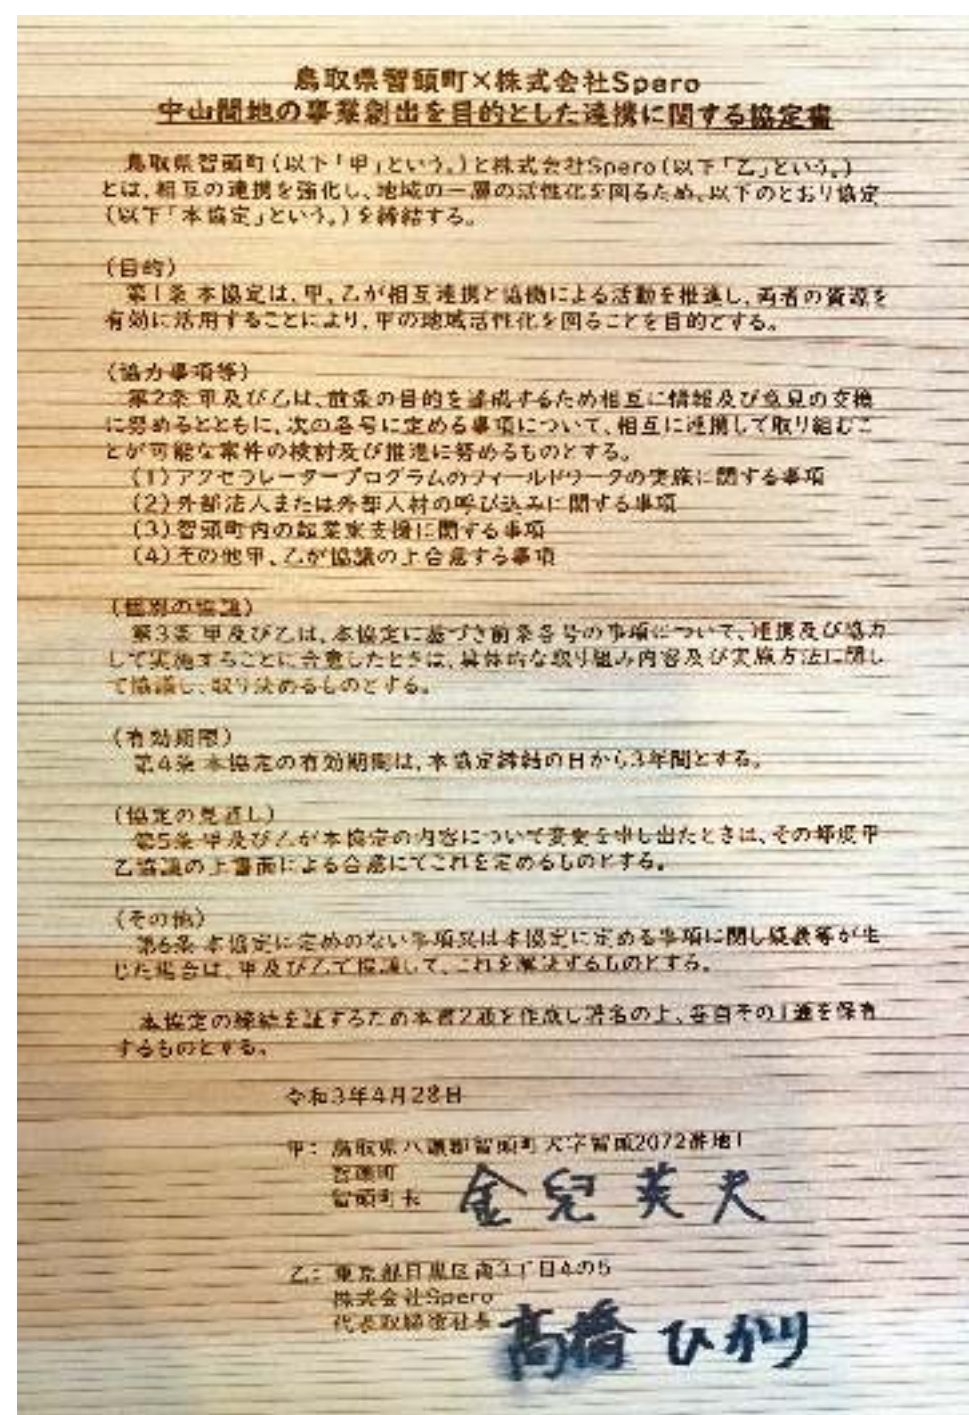 鳥取県智頭町×株式会社Spero
中山間地の事業創出を目的とした連携に関する協定書
鳥取県智頭町(以下「甲」という。)と株式会社Spero(以下「乙」という。)
とは、相互の連携を強化し、地域の一層の活性化を図るため、以下のとおり協定
(以下「本協定」という。)を締結する。
(目的)
第1条 本協定は、甲、乙が相互連携と協働による活動を推進し、両者の資源を
有効に活用することにより、甲の地域活性化を図ることを目的とする。
(協力事項等)
第2条 甲及び乙は、前条の目的を達成するため相互に情報及び意見の交換
に努めるとともに、次の各号に定める事項について、相互に連携して取り組むこ
とが可能な案件の検討及び推進に努めるものとする。
(1)アクセラレータープログラムのフィールドワークの実施に関する事項
(2)外部法人または外部人材の呼び込みに関する事項
(3)智頭町内の起業家支援に関する事項
(4)その他甲、乙が協議の上合意する事項
(個別の協議)
第3条 甲及び乙は、本協定に基づき前条各号の事項について、連携及び協力
して実施することに合意したときは、具体的な取り組み内容及び実施方法に関し
て協議し、取り決めるものとする。
(有効期限)
第4条 本協定の有効期間は、本協定締結の日から3年間とする。
(協定の見直し)
第5条 甲及び乙が本協定の内容について変更を申し出たときは、その都度甲
乙協議の上書面による合意にてこれを定めるものとする。
(その他)
第6条 本協定に定めのない事項又は本協定に定める事項に関し疑義等が生
じた場合は、甲及び乙で協議して、これを解決するものとする。
本協定の締結を証するため本書2通を作成し署名の上、各自その1通を保有
するものとする。
令和3年4月28日
甲: 鳥取県八頭郡智頭町大字智頭2072番地1
智頭町
智頭町長 金兒英夫
乙: 東京都目黒区南3丁目4の5
株式会社Spero
代表取締役社長 髙橋ひかり